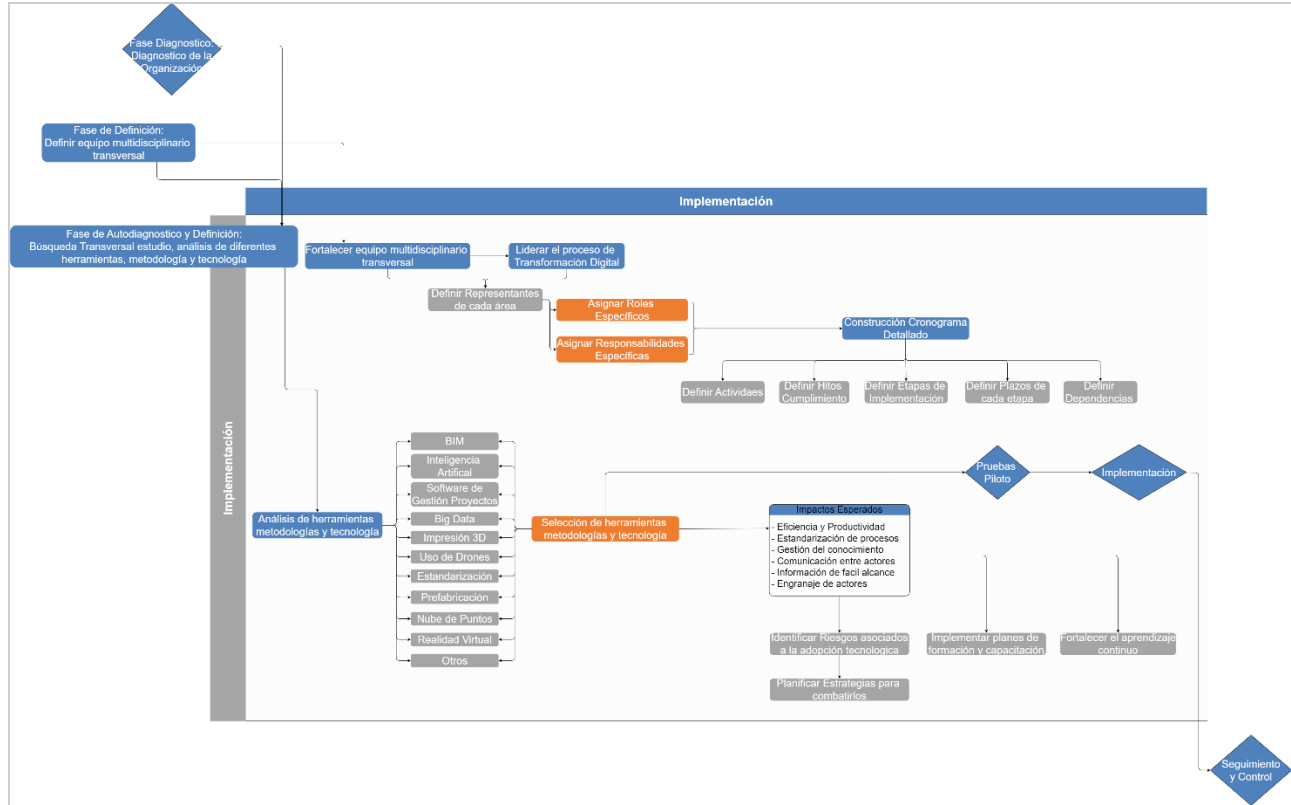 Fase Diagnostico:
Diagnostico de la
Organización
Fase de Definición:
Definir equipo multidisciplinario
transversal
Implementación
Fase de Autodiagnostico y Definición:
Búsqueda Transversal estudio, análisis de diferentes
herramientas, metodología y tecnología
Fortalecer equipo multidisciplinario
transversal
Liderar el proceso de
Transformación Digital
Definir Representantes
de cada área
Asignar Roles
Específicos
Asignar Responsabilidades
Específicas
Construcción Cronograma
Detallado
Definir Actividaes
Definir Hitos
Cumplimiento
Definir Etapas de
Implementación
Definir Plazos de
cada etapa
Definir
Dependencias
Implementación
Análisis de herramientas
metodologías y tecnología
BIM
Inteligencia
Artifical
Software de
Gestión Proyectos
Big Data
Impresión 3D
Uso de Drones
Estandarización
Prefabricación
Nube de Puntos
Realidad Virtual
Otros
Selección de herramientas
metodologías y tecnología
Pruebas
Piloto
Implementación
Impactos Esperados
- Eficiencia y Productividad
- Estandarización de procesos
- Gestión del conocimiento
- Comunicación entre actores
- Información de facil alcance
- Engranaje de actores
Identificar Riesgos asociados
a la adopción tecnologica
Planificar Estrategias para
combatirlos
Implementar planes de
formación y capacitación
Fortalecer el aprendizaje
continuo
Seguimiento
y Control